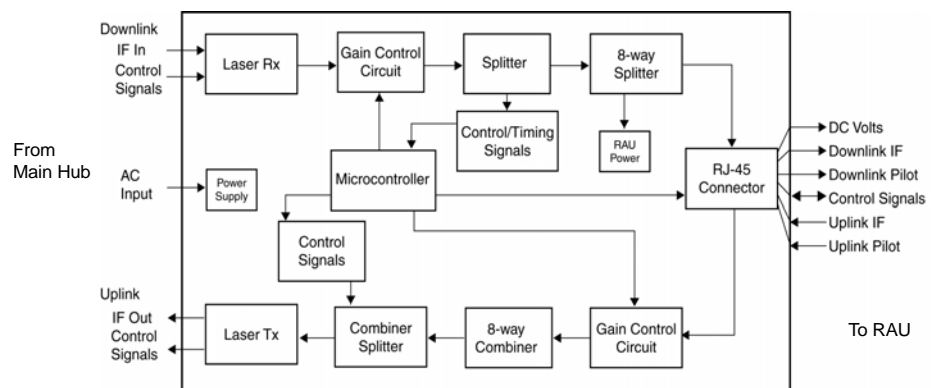 Downlink
IF In
Control
Signals
Laser Rx
Gain Control
Circuit
Splitter
8-way
Splitter
Control/Timing
Signals
RAU
Power
From
Main Hub
AC
Input
Power
Supply
Microcontroller
RJ-45
Connector
DC Volts
Downlink IF
Downlink Pilot
Control Signals
Uplink IF
Uplink Pilot
Control
Signals
Uplink
IF Out
Control
Signals
Laser Tx
Combiner
Splitter
8-way
Combiner
Gain Control
Circuit
To RAU